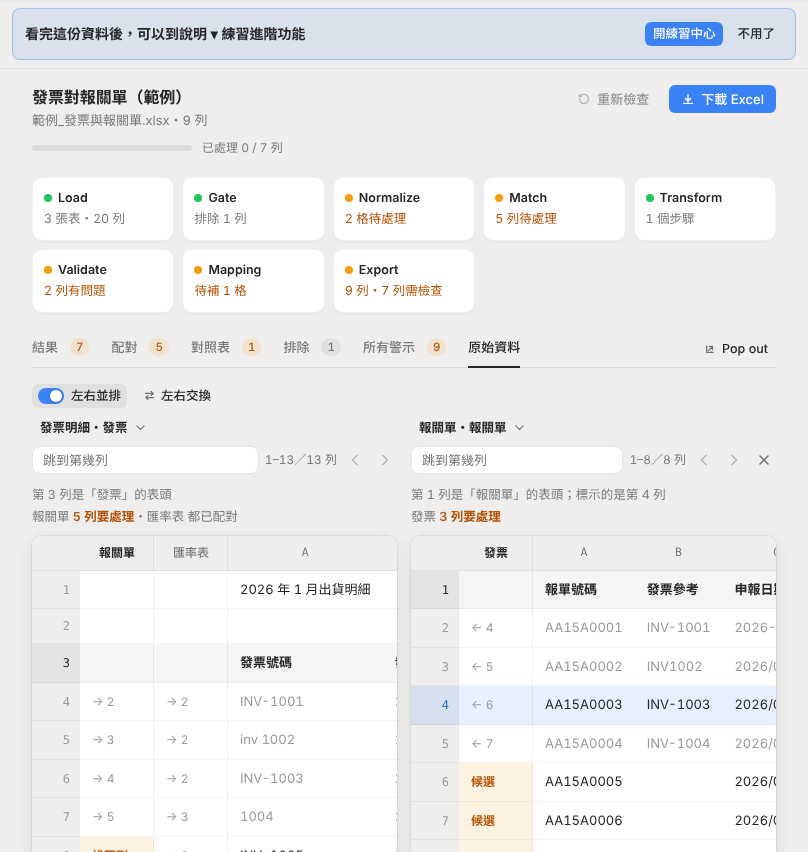 看完這份資料後，可以到說明 ▾ 練習進階功能
開練習中心 不用了
發票對報關單（範例）
重新檢查 下載 Excel
範例_發票與報關單.xlsx・9 列
已處理 0 / 7 列
Load Gate Normalize Match Transform
3 張表・20 列 排除 1 列 2 格待處理 5 列待處理 1 個步驟
Validate Mapping Export
2 列有問題 待補 1 格 9 列・7 列需檢查
結果 7 配對 5 對照表 1 排除 1 所有警示 9 原始資料 Pop out
左右並排 ⇄ 左右交換
發票明細・發票
跳到第幾列 1–13／13 列
第 3 列是「發票」的表頭
報關單 5 列要處理・匯率表 都已配對
報關單 匯率表 A
1 2026 年 1 月出貨明細
2
3 發票號碼
4 → 2 → 2 INV-1001
5 → 3 → 2 inv 1002
6 → 4 → 2 INV-1003
7 → 5 → 3 1004
報關單・報關單
跳到第幾列 1–8／8 列
第 1 列是「報關單」的表頭；標示的是第 4 列
發票 3 列要處理
發票 A B
1 報單號碼 發票參考 申報日
2 ← 4 AA15A0001 INV-1001 2026-
3 ← 5 AA15A0002 INV1002 2026/
4 ← 6 AA15A0003 INV-1003 2026/
5 ← 7 AA15A0004 INV-1004 2026/
6 候選 AA15A0005 2026/
7 候選 AA15A0006 2026/